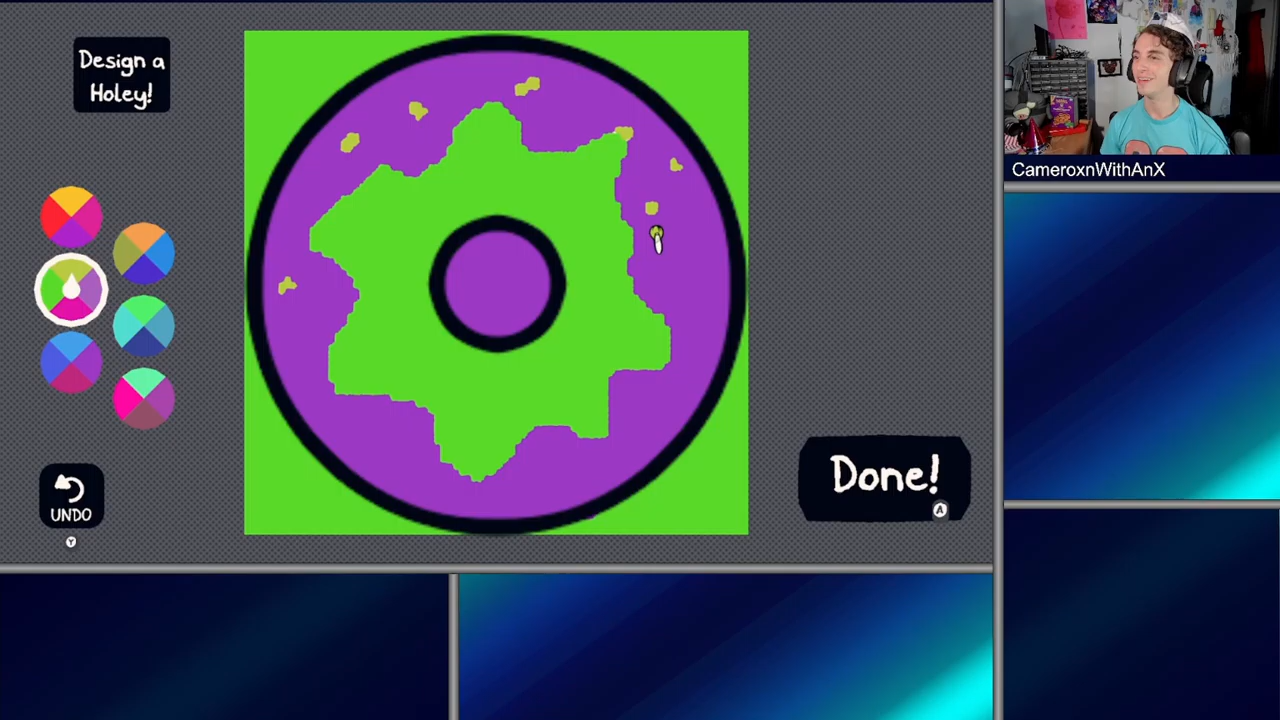 Design a
Holey!
CameroxnWithAnX
UNDO
Y
Done!
A